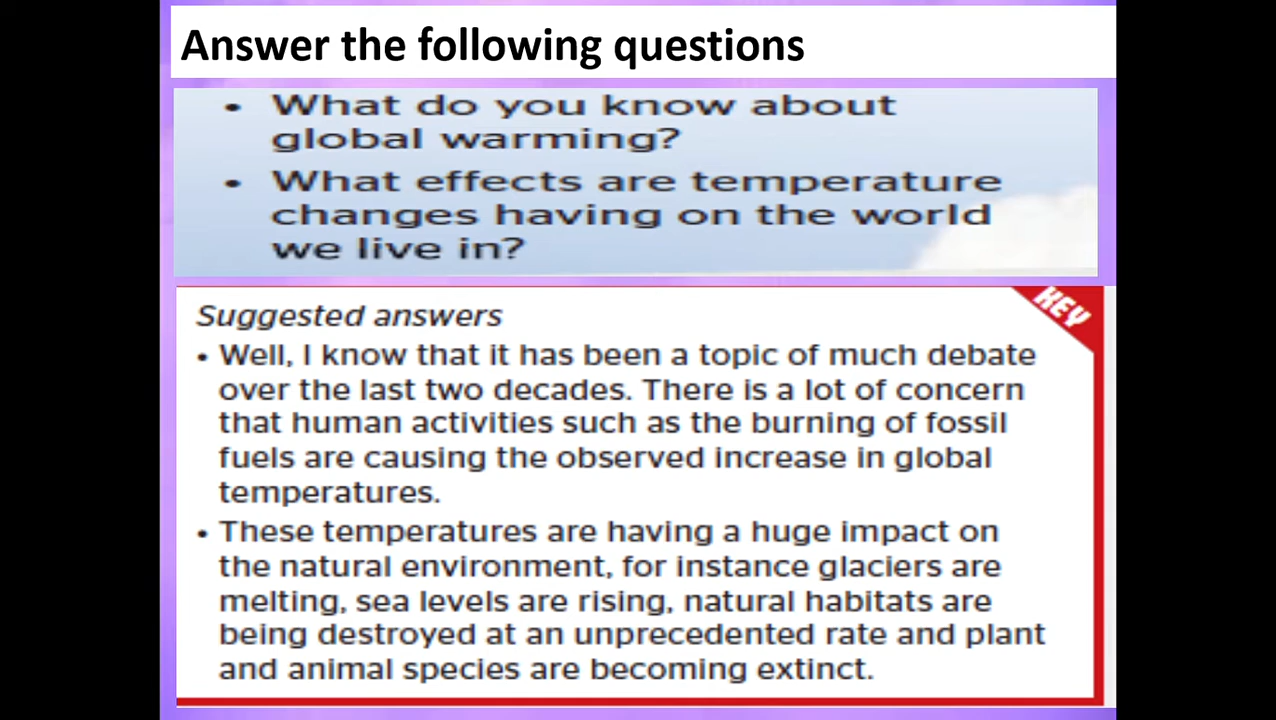 Answer the following questions
• What do you know about
global warming?
• What effects are temperature
changes having on the world
we live in?
KEY
Suggested answers
• Well, I know that it has been a topic of much debate
over the last two decades. There is a lot of concern
that human activities such as the burning of fossil
fuels are causing the observed increase in global
temperatures.
• These temperatures are having a huge impact on
the natural environment, for instance glaciers are
melting, sea levels are rising, natural habitats are
being destroyed at an unprecedented rate and plant
and animal species are becoming extinct.